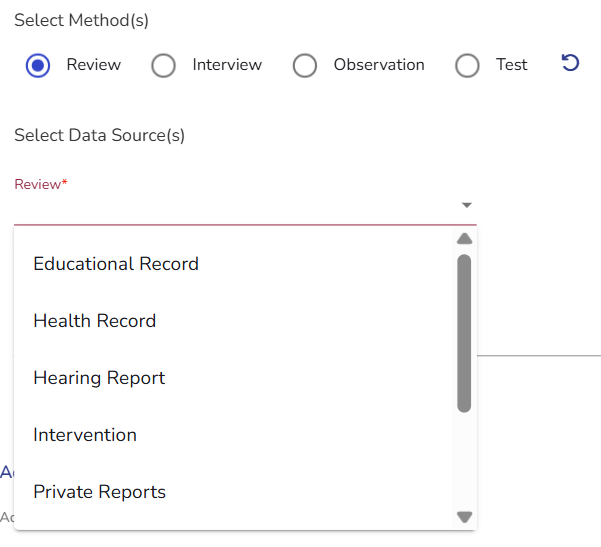 Select Method(s)
Review Interview Observation Test
Select Data Source(s)
Review*
Educational Record
Health Record
Hearing Report
Intervention
Private Reports